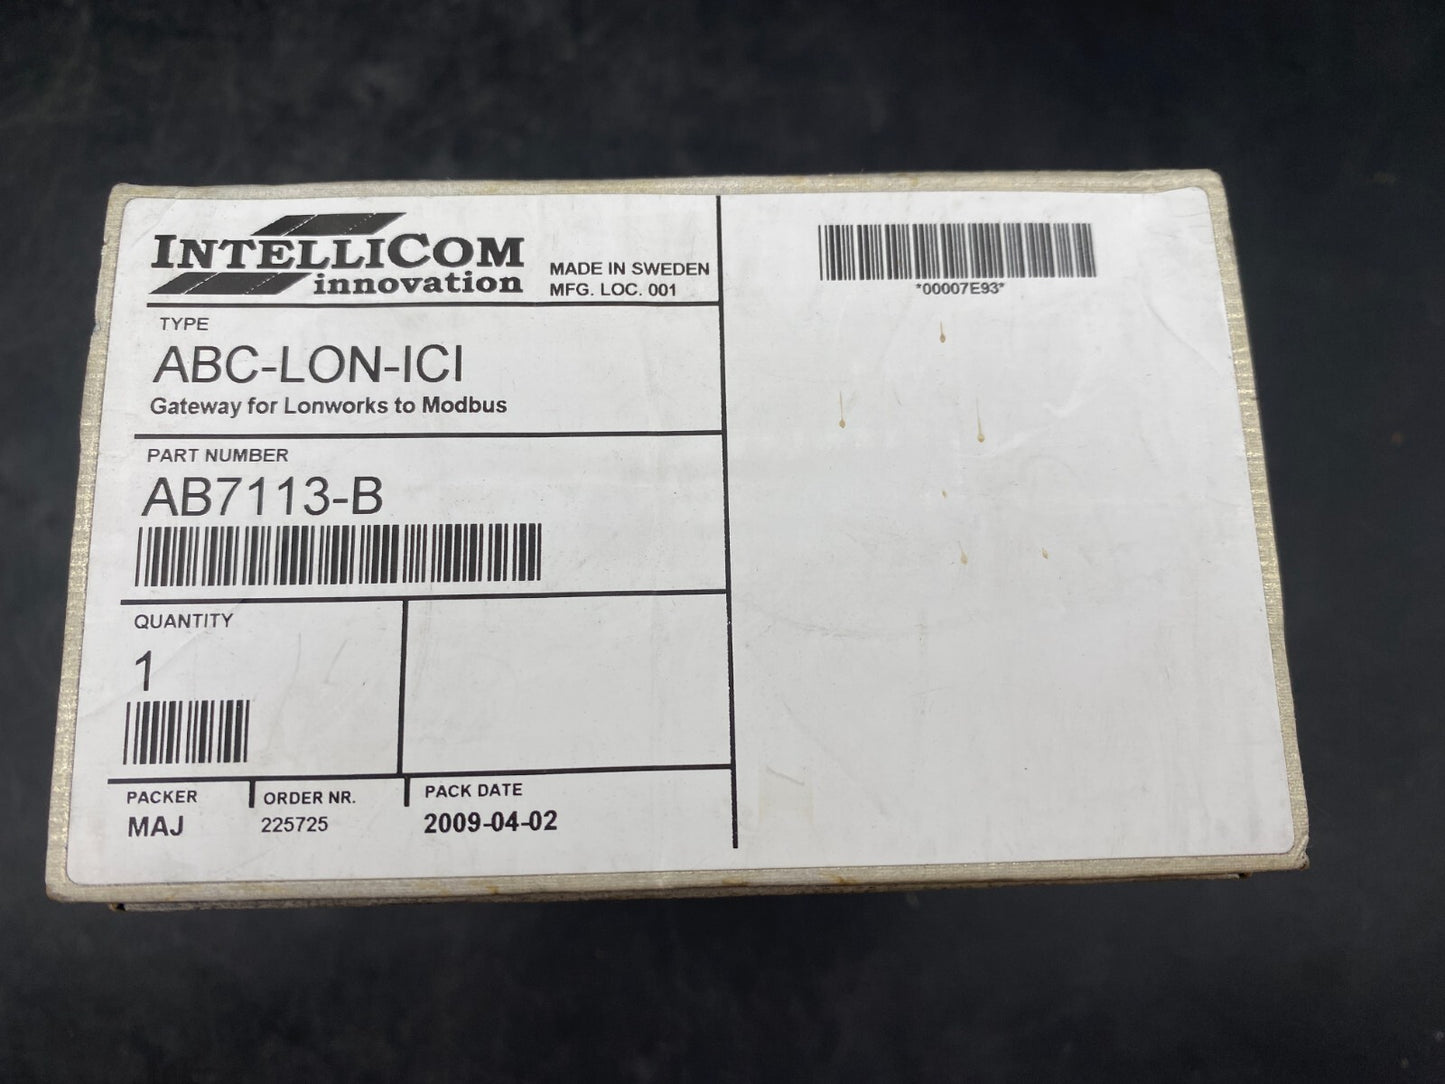 INTELLICOM
innovation
MADE IN SWEDEN
MFG. LOC. 001
*00007E93*
TYPE
ABC-LON-ICI
Gateway for Lonworks to Modbus
PART NUMBER
AB7113-B
QUANTITY
1
PACKER
MAJ
ORDER NR.
225725
PACK DATE
2009-04-02